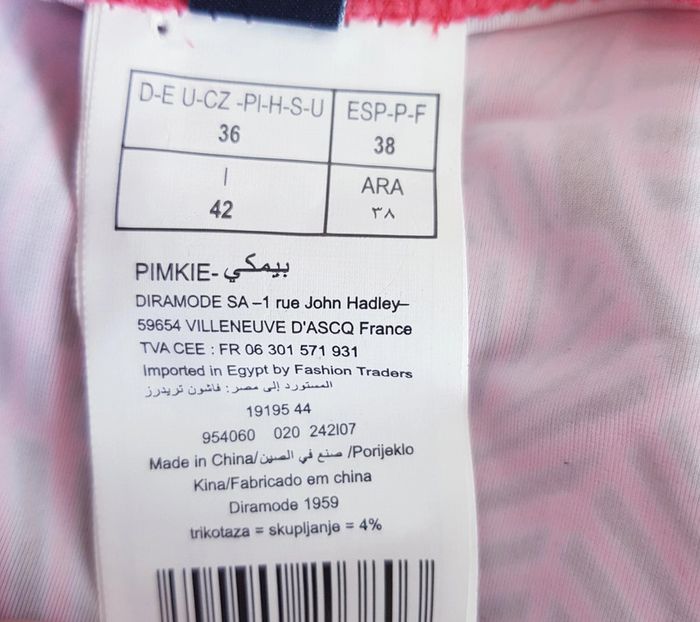 D-E U-CZ -PI-H-S-U
36
ESP-P-F
38
I
42
ARA
٣٨
PIMKIE- بيمكي
DIRAMODE SA –1 rue John Hadley–
59654 VILLENEUVE D'ASCQ France
TVA CEE : FR 06 301 571 931
Imported in Egypt by Fashion Traders
المستورد إلى مصر: فاشون تريدرز
19195 44
954060 020 242I07
Made in China/صنع في الصين /Porijeklo
Kina/Fabricado em china
Diramode 1959
trikotaza = skupljanje = 4%